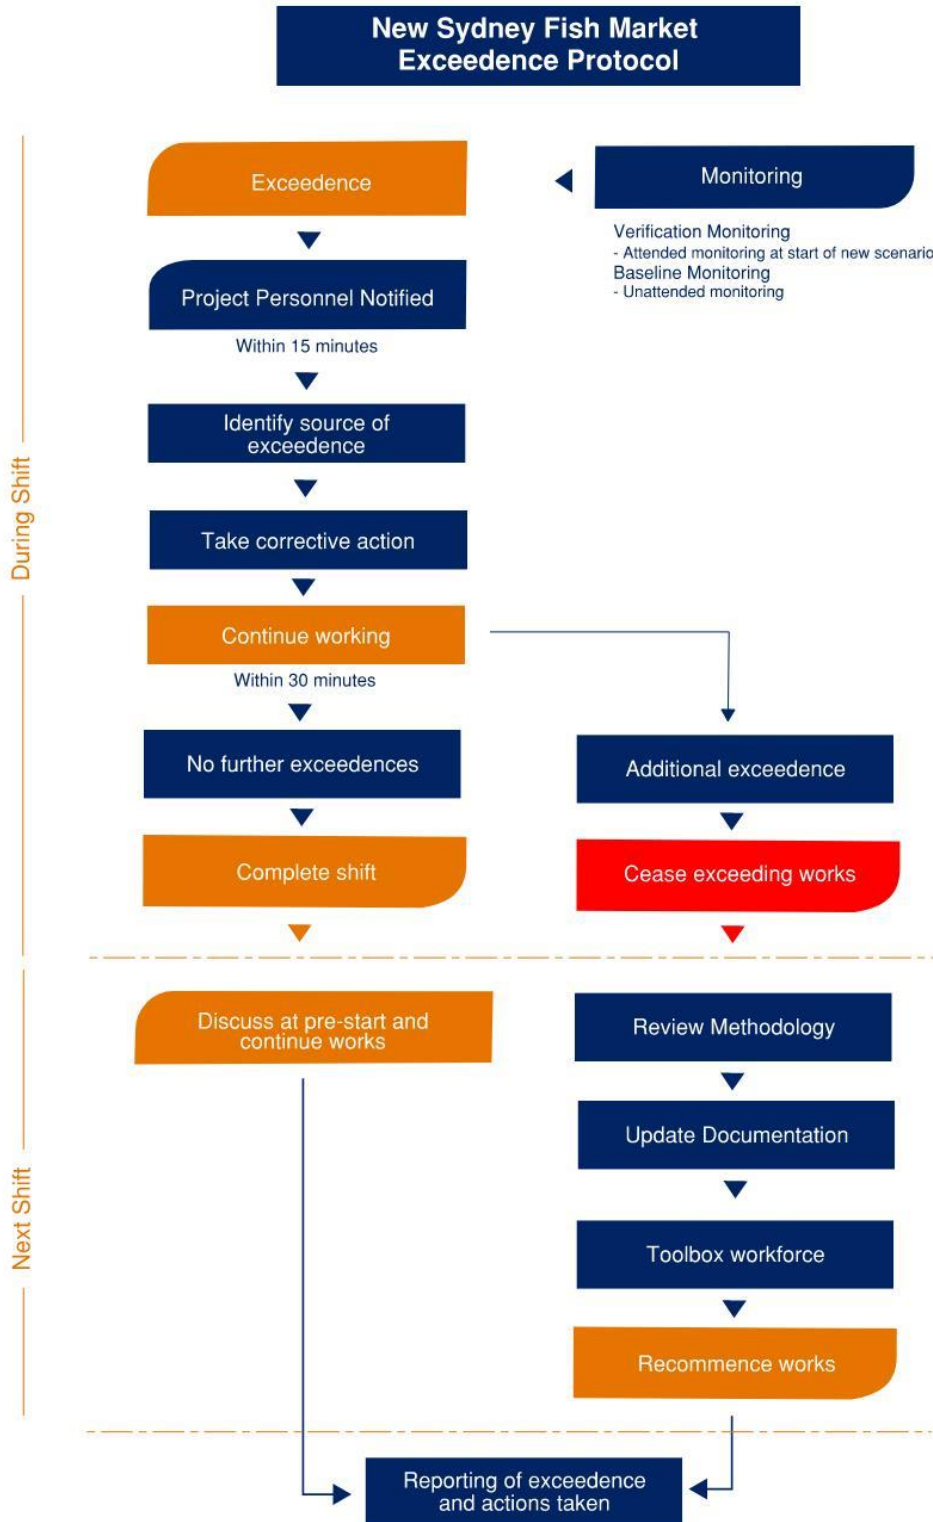 New Sydney Fish Market
Exceedence Protocol
Exceedence
Monitoring
Verification Monitoring
- Attended monitoring at start of new scenario
Baseline Monitoring
- Unattended monitoring
Project Personnel Notified
Within 15 minutes
Identify source of
exceedence
Take corrective action
Continue working
Within 30 minutes
No further exceedences
Additional exceedence
Complete shift
Cease exceeding works
During Shift
Discuss at pre-start and
continue works
Review Methodology
Update Documentation
Toolbox workforce
Recommence works
Next Shift
Reporting of exceedence
and actions taken